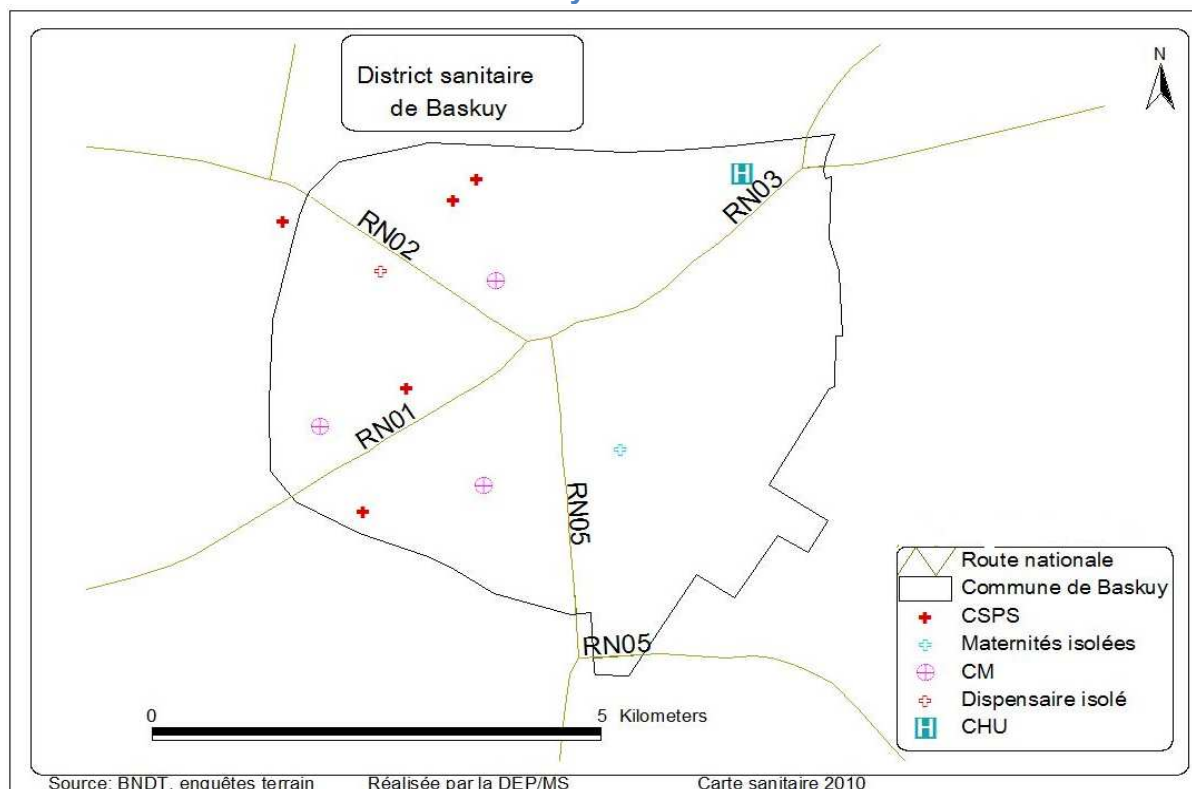 District sanitaire
de Baskuy
N
RN02
RN03
RN01
RN05
RN05
Route nationale
Commune de Baskuy
CSPS
Maternités isolées
CM
Dispensaire isolé
H CHU
H
0 5 Kilometers
Source: BNDT, enquêtes terrain Réalisée par la DEP/MS Carte sanitaire 2010